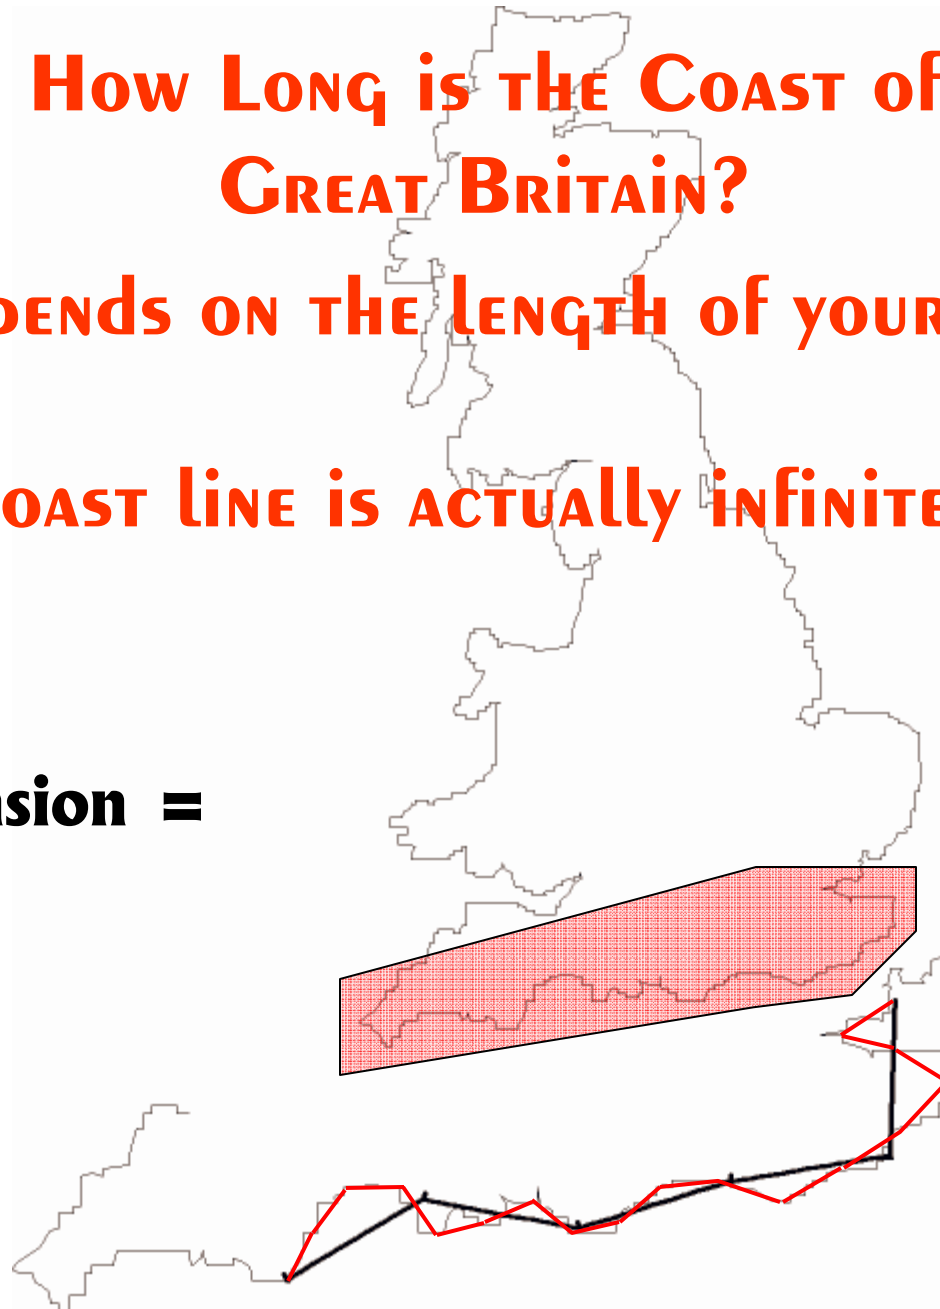 How Long is the Coast of
Great Britain?
pends on the length of your
oast line is actually infinite
sion =